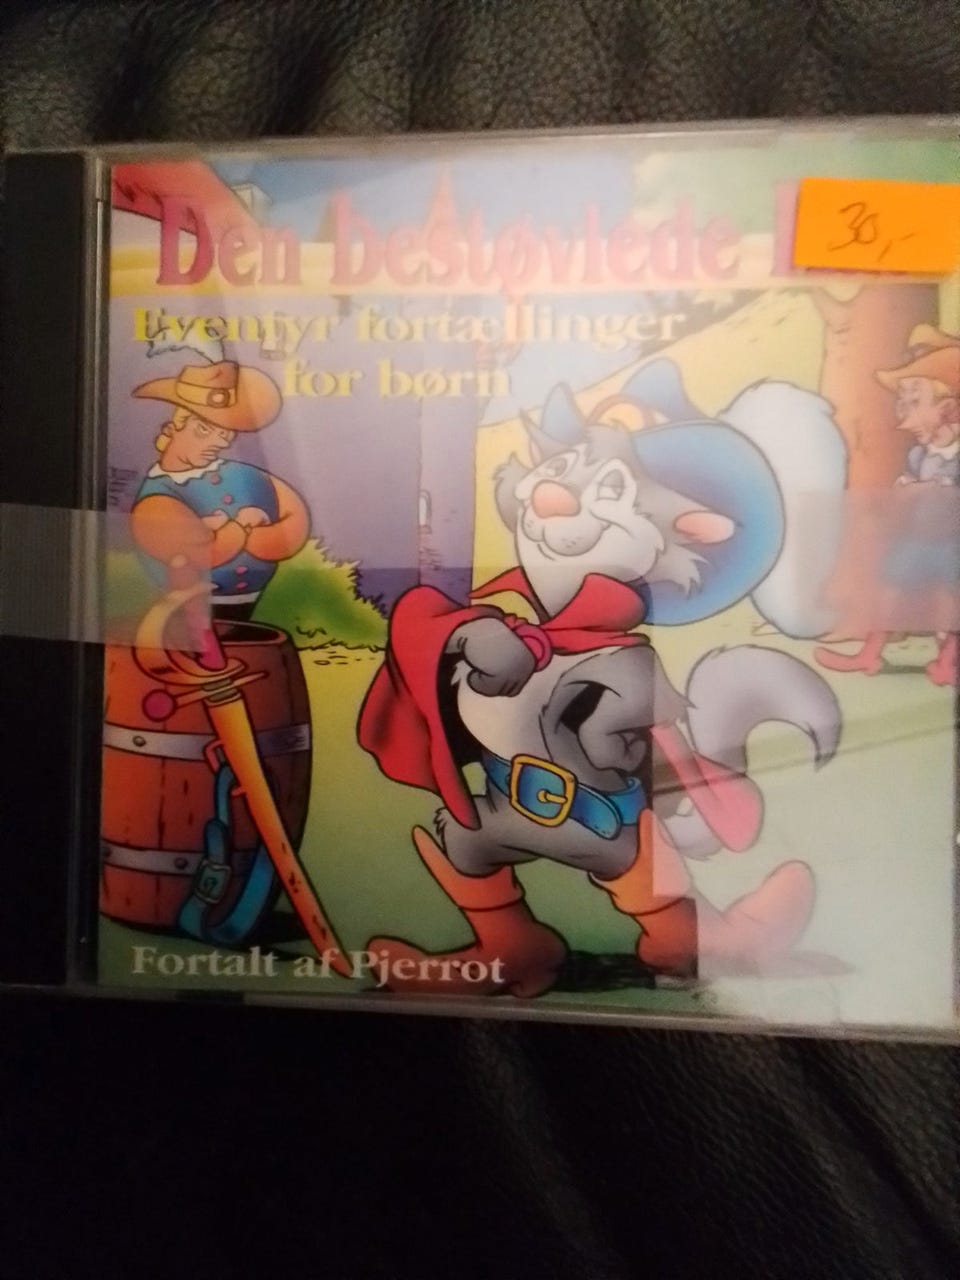 Den bestøvlede
30,-
Eventyr fortællinger
for børn
Fortalt af Pjerrot